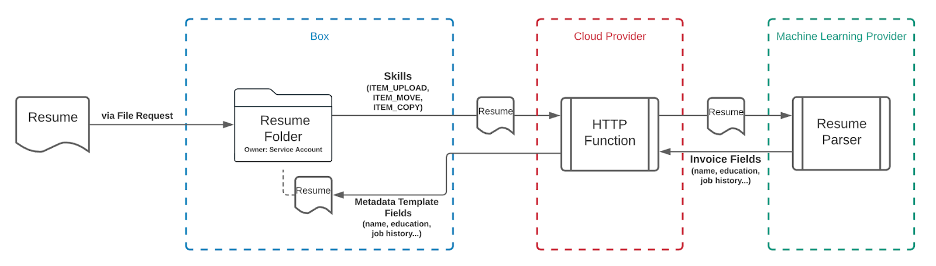 Box
Cloud Provider
Machine Learning Provider
Resume
via File Request
Resume
Folder
Owner: Service Account
Skills
(ITEM_UPLOAD,
ITEM_MOVE,
ITEM_COPY)
Resume
HTTP
Function
Resume
Resume
Parser
Invoice Fields
(name, education,
job history...)
Resume
Metadata Template
Fields
(name, education,
job history...)